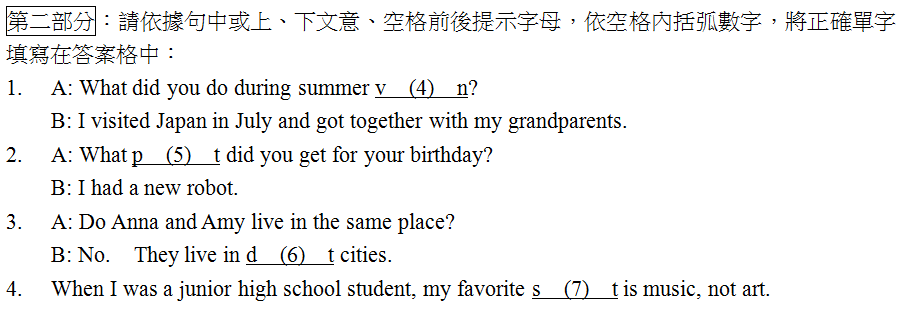 第二部分：請依據句中或上、下文意、空格前後提示字母，依空格內括弧數字，將正確單字
填寫在答案格中：
1. A: What did you do during summer v (4) n?
B: I visited Japan in July and got together with my grandparents.
2. A: What p (5) t did you get for your birthday?
B: I had a new robot.
3. A: Do Anna and Amy live in the same place?
B: No. They live in d (6) t cities.
4. When I was a junior high school student, my favorite s (7) t is music, not art.